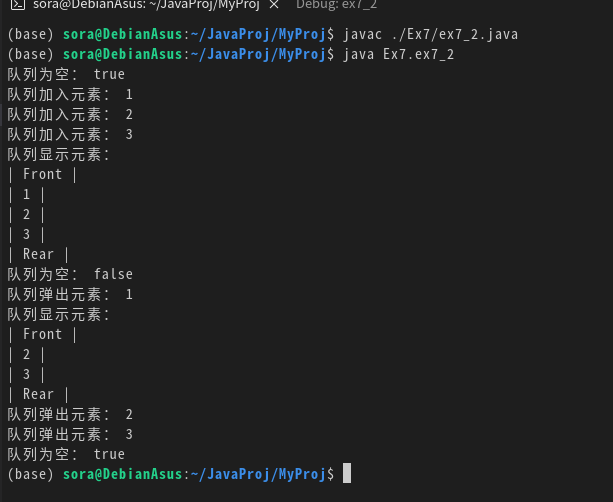 sora@DebianAsus: ~/JavaProj/MyProj × Debug: ex7_2
(base) sora@DebianAsus:~/JavaProj/MyProj$ javac ./Ex7/ex7_2.java
(base) sora@DebianAsus:~/JavaProj/MyProj$ java Ex7.ex7_2
队列为空: true
队列加入元素: 1
队列加入元素: 2
队列加入元素: 3
队列显示元素:
| Front |
| 1 |
| 2 |
| 3 |
| Rear |
队列为空: false
队列弹出元素: 1
队列显示元素:
| Front |
| 2 |
| 3 |
| Rear |
队列弹出元素: 2
队列弹出元素: 3
队列为空: true
(base) sora@DebianAsus:~/JavaProj/MyProj$